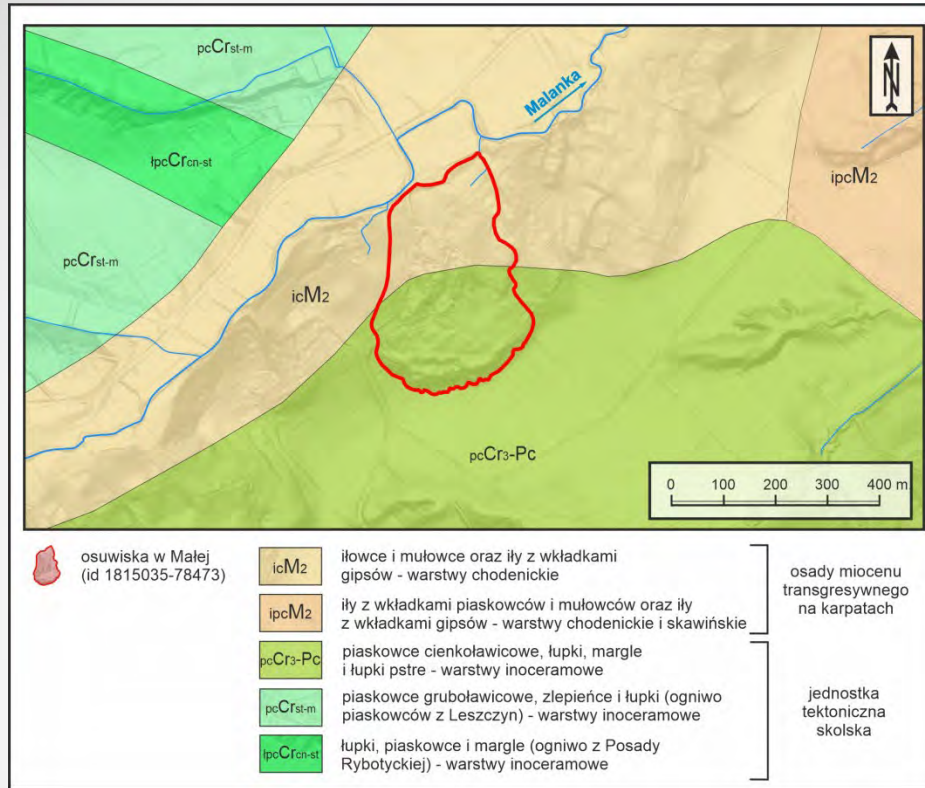 pcCrst-m
N
Malanka
łpcCrcn-st
ipcM2
pcCrst-m
icM2
pcCr3-Pc
0 100 200 300 400 m
osuwiska w Małej
(id 1815035-78473)
icM2
iłowce i mułowce oraz iły z wkładkami
gipsów - warstwy chodenickie
ipcM2
iły z wkładkami piaskowców i mułowców oraz iły
z wkładkami gipsów - warstwy chodenickie i skawińskie
osady miocenu
transgresywnego
na karpatach
pcCr3-Pc
piaskowce cienkoławicowe, łupki, margle
i łupki pstre - warstwy inoceramowe
pcCrst-m
piaskowce gruboławicowe, zlepieńce i łupki (ogniwo
piaskowców z Leszczyn) - warstwy inoceramowe
łpcCrcn-st
łupki, piaskowce i margle (ogniwo z Posady
Rybotyckiej) - warstwy inoceramowe
jednostka
tektoniczna
skolska